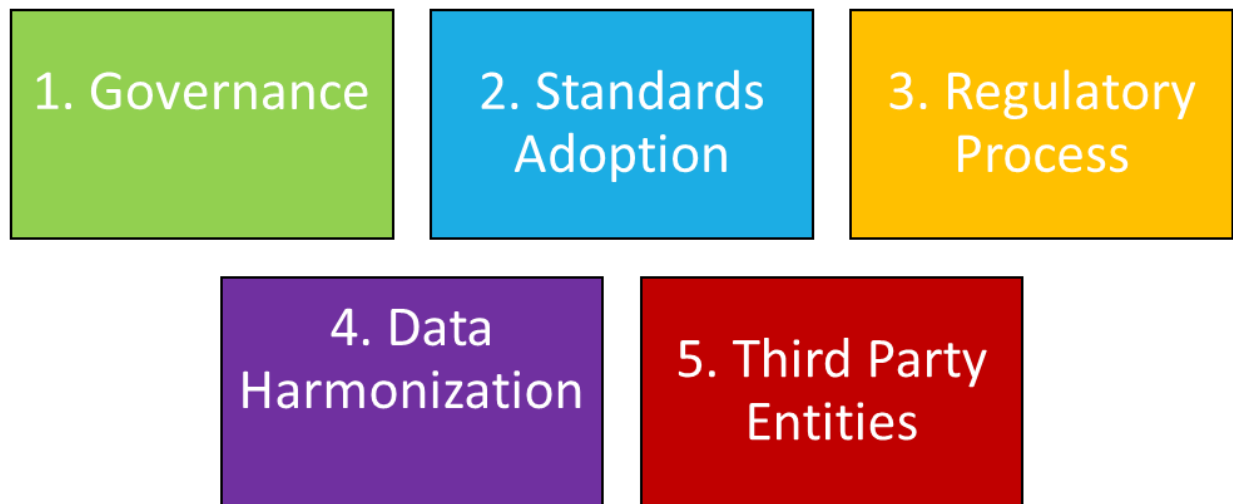 1. Governance
2. Standards
Adoption
3. Regulatory
Process
4. Data
Harmonization
5. Third Party
Entities